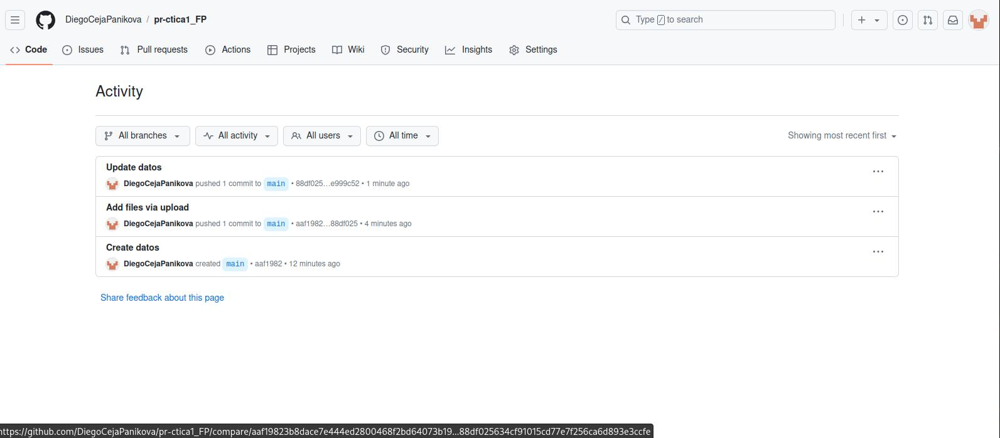 DiegoCejaPanikova / pr-ctica1_FP
Type / to search
Code Issues Pull requests Actions Projects Wiki Security Insights Settings
Activity
All branches All activity All users All time Showing most recent first
Update datos
DiegoCejaPanikova pushed 1 commit to main • 88df025...e999c52 • 1 minute ago
Add files via upload
DiegoCejaPanikova pushed 1 commit to main • aaf1982...88df025 • 4 minutes ago
Create datos
DiegoCejaPanikova created main • aaf1982 • 12 minutes ago
Share feedback about this page
https://github.com/DiegoCejaPanikova/pr-ctica1_FP/compare/aaf19823b8dace7e444ed2800468f2bd64073b19...88df025634cf91015cd77e7f256ca6d893e3ccfe